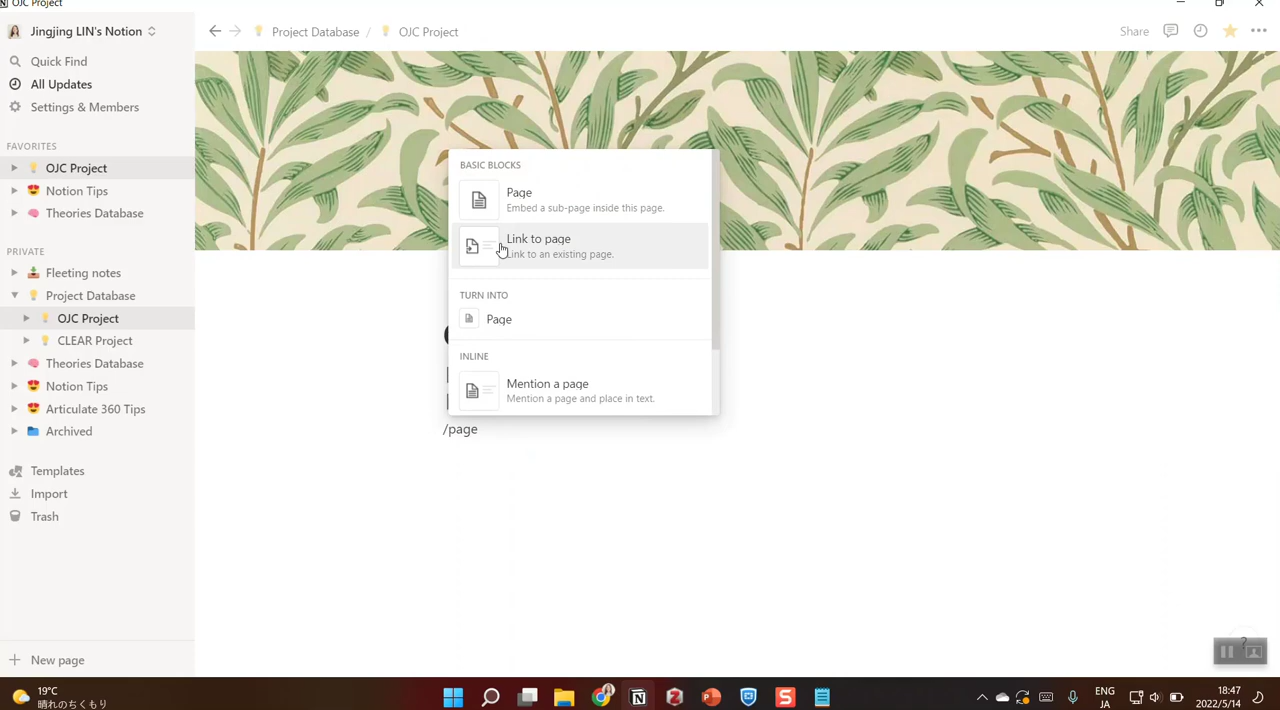 OJC Project
Jingjing LIN's Notion
Project Database / OJC Project
Share
Quick Find
All Updates
Settings & Members
FAVORITES
OJC Project
Notion Tips
Theories Database
PRIVATE
Fleeting notes
Project Database
OJC Project
CLEAR Project
Theories Database
Notion Tips
Articulate 360 Tips
Archived
Templates
Import
Trash
New page
BASIC BLOCKS
Page
Embed a sub-page inside this page.
Link to page
Link to an existing page.
TURN INTO
Page
INLINE
Mention a page
Mention a page and place in text.
/page
?
19°C
晴れのちくもり
ENG
JA
18:47
2022/5/14